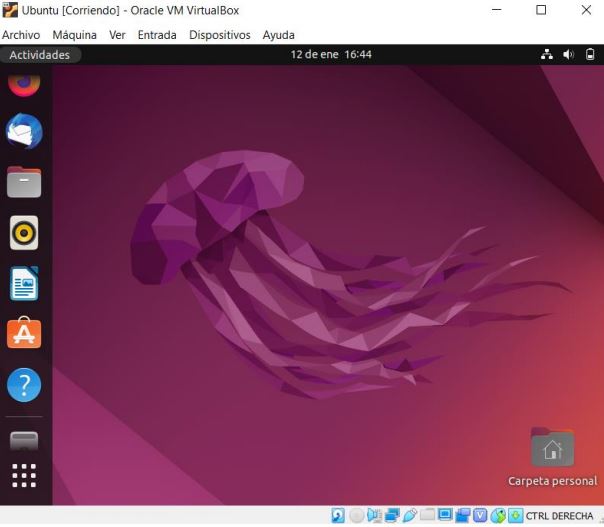 Ubuntu [Corriendo] - Oracle VM VirtualBox
Archivo Máquina Ver Entrada Dispositivos Ayuda
Actividades 12 de ene 16:44
Carpeta personal
CTRL DERECHA